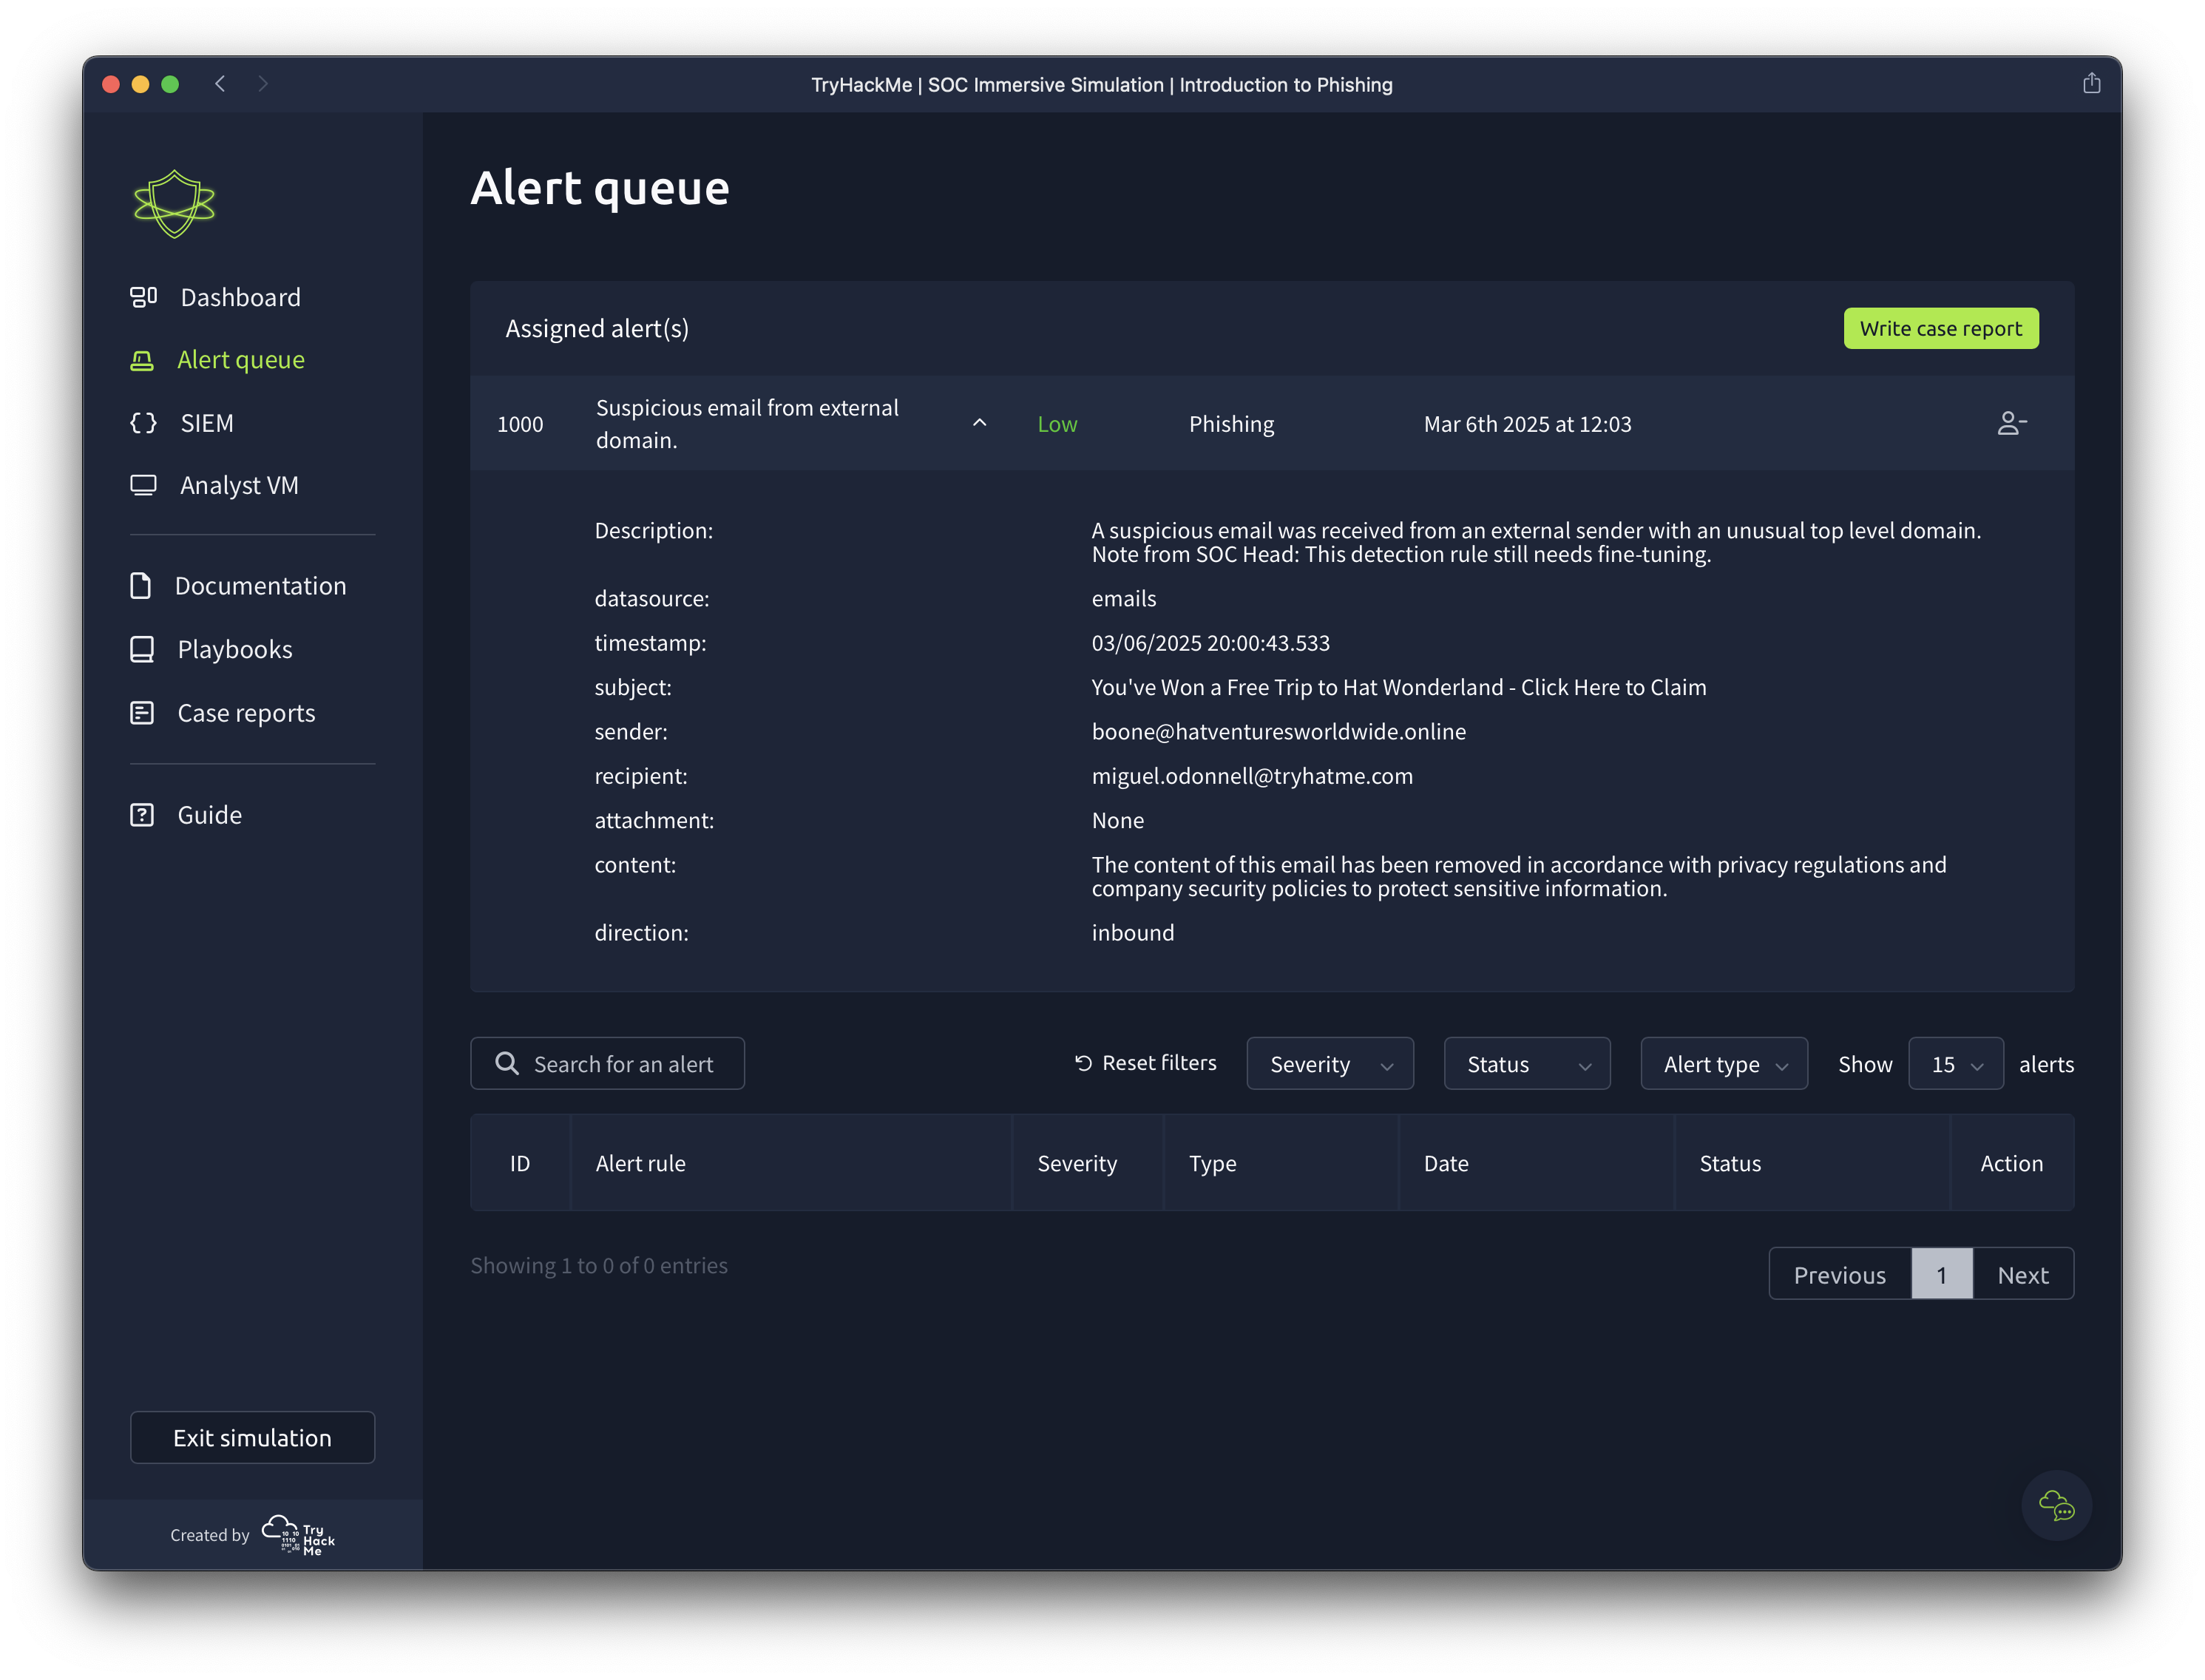 TryHackMe | SOC Immersive Simulation | Introduction to Phishing
Dashboard
Alert queue
SIEM
Analyst VM
Documentation
Playbooks
Case reports
Guide
Exit simulation
Created by
Try
Hack
Me
Alert queue
Assigned alert(s)
Write case report
1000
Suspicious email from external
domain.
Low
Phishing
Mar 6th 2025 at 12:03
Description:
A suspicious email was received from an external sender with an unusual top level domain.
Note from SOC Head: This detection rule still needs fine-tuning.
datasource:
emails
timestamp:
03/06/2025 20:00:43.533
subject:
You've Won a Free Trip to Hat Wonderland - Click Here to Claim
sender:
boone@hatventuresworldwide.online
recipient:
miguel.odonnell@tryhatme.com
attachment:
None
content:
The content of this email has been removed in accordance with privacy regulations and
company security policies to protect sensitive information.
direction:
inbound
Search for an alert
Reset filters
Severity
Status
Alert type
Show
15
alerts
ID
Alert rule
Severity
Type
Date
Status
Action
Showing 1 to 0 of 0 entries
Previous
1
Next